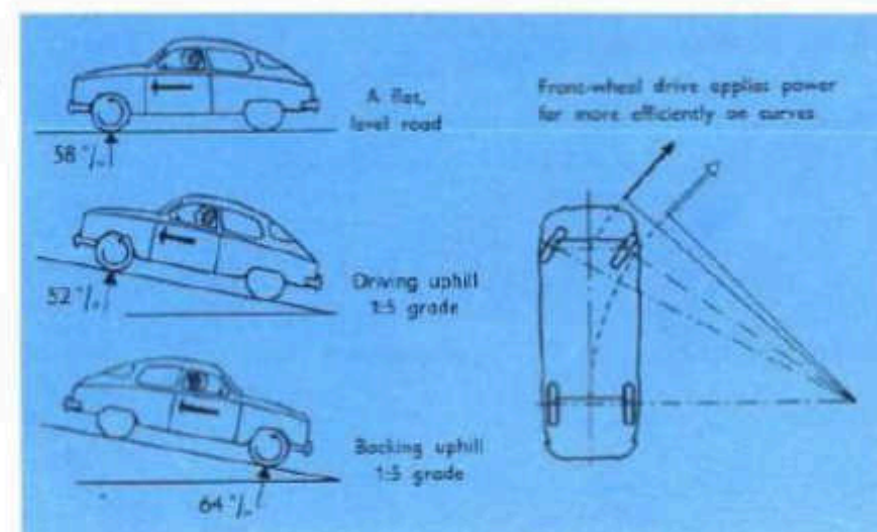 A flat,
level road
58 %
Driving uphill
1:5 grade
52 %
Backing uphill
1:5 grade
64 %
Front-wheel drive applies power
far more efficiently on curves.